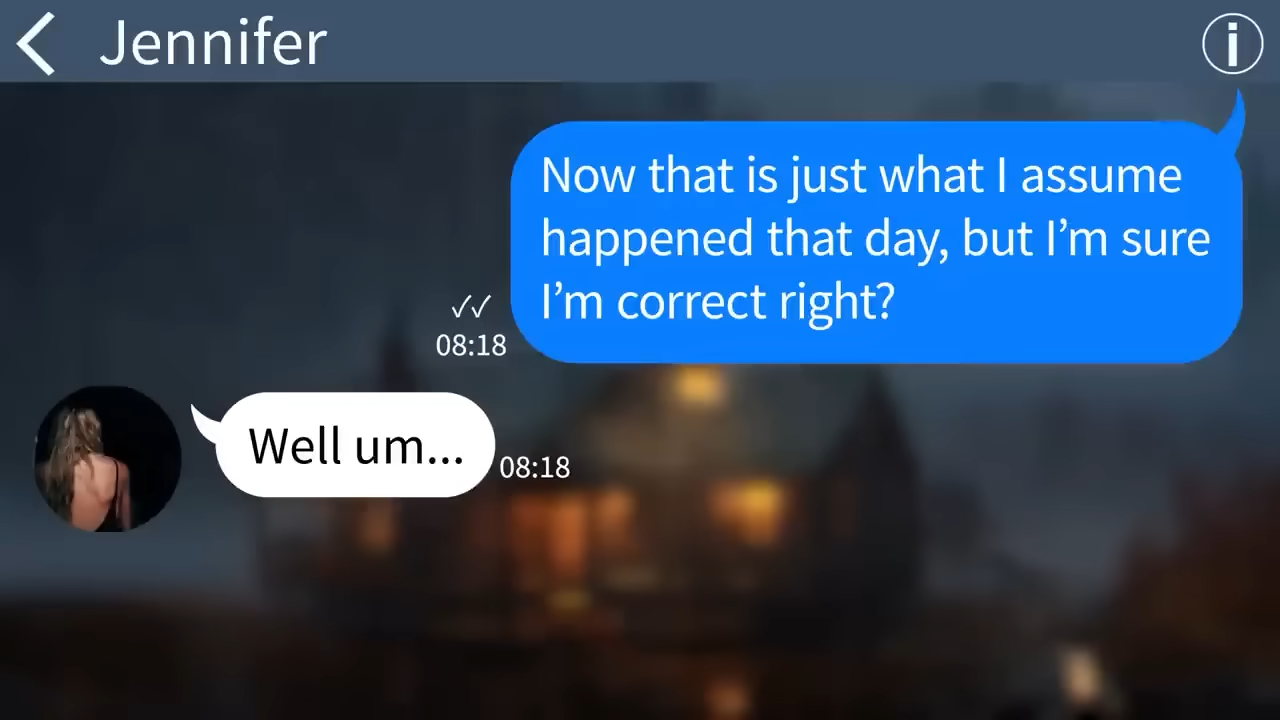 Jennifer
Now that is just what I assume
happened that day, but I’m sure
I’m correct right?
08:18
Well um...
08:18